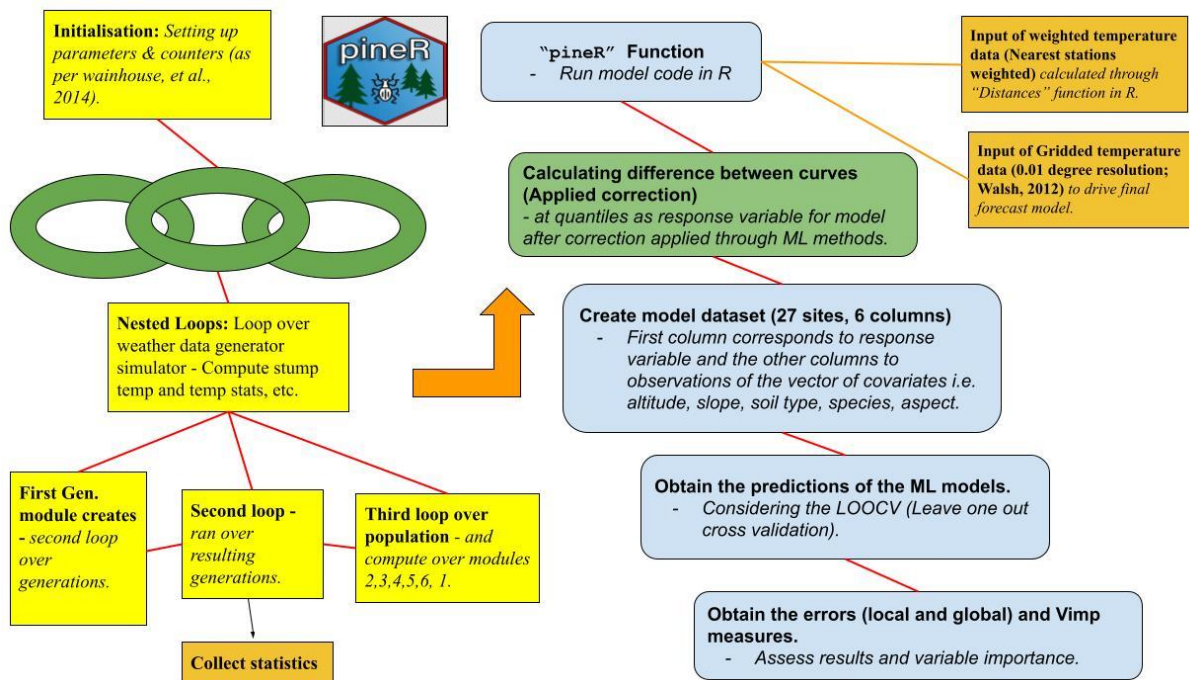 Initialisation: Setting up
parameters & counters (as
per wainhouse, et al.,
2014).
pineR
Nested Loops: Loop over
weather data generator
simulator - Compute stump
temp and temp stats, etc.
First Gen.
module creates
- second loop
over
generations.
Second loop -
ran over
resulting
generations.
Third loop over
population - and
compute over modules
2,3,4,5,6, 1.
Collect statistics
“pineR” Function
- Run model code in R
Input of weighted temperature
data (Nearest stations
weighted) calculated through
“Distances” function in R.
Input of Gridded temperature
data (0.01 degree resolution;
Walsh, 2012) to drive final
forecast model.
Calculating difference between curves
(Applied correction)
- at quantiles as response variable for model
after correction applied through ML methods.
Create model dataset (27 sites, 6 columns)
- First column corresponds to response
variable and the other columns to
observations of the vector of covariates i.e.
altitude, slope, soil type, species, aspect.
Obtain the predictions of the ML models.
- Considering the LOOCV (Leave one out
cross validation).
Obtain the errors (local and global) and Vimp
measures.
- Assess results and variable importance.